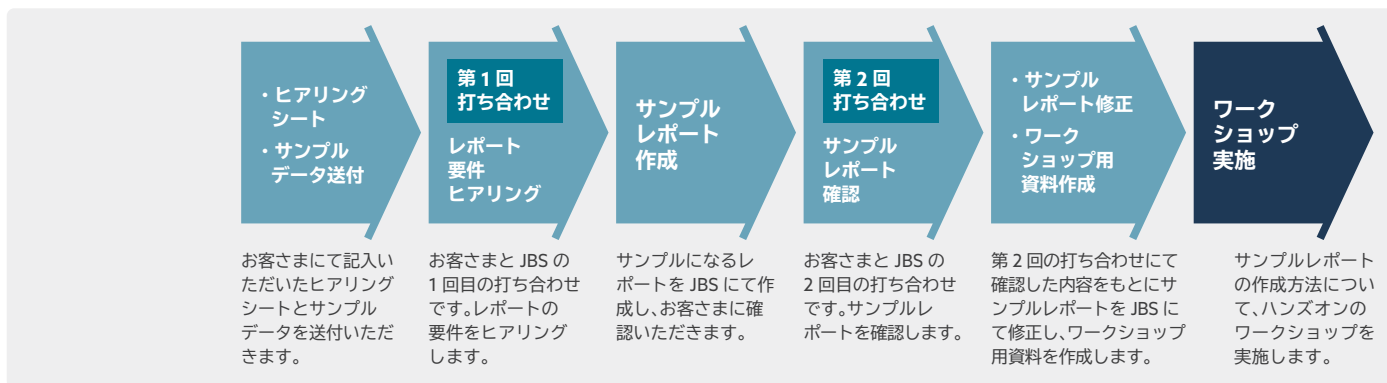 ・ヒアリング
シート
・サンプル
データ送付
お客さまにて記入い
ただいたヒアリング
シートとサンプル
データを送付いただ
きます。
第1回
打ち合わせ
レポート
要件
ヒアリング
お客さまと JBS の
1回目の打ち合わせ
です。レポートの
要件をヒアリング
します。
サンプル
レポート
作成
サンプルになるレ
ポートを JBS にて作
成し、お客さまに確
認いただきます。
第2回
打ち合わせ
サンプル
レポート
確認
お客さまと JBS の
2回目の打ち合わせ
です。サンプルレ
ポートを確認します。
・サンプル
レポート修正
・ワーク
ショップ用
資料作成
第2回の打ち合わせにて
確認した内容をもとにサ
ンプルレポートを JBS に
て修正し、ワークショップ
用資料を作成します。
ワーク
ショップ
実施
サンプルレポート
の作成方法につい
て、ハンズオンの
ワークショップを
実施します。